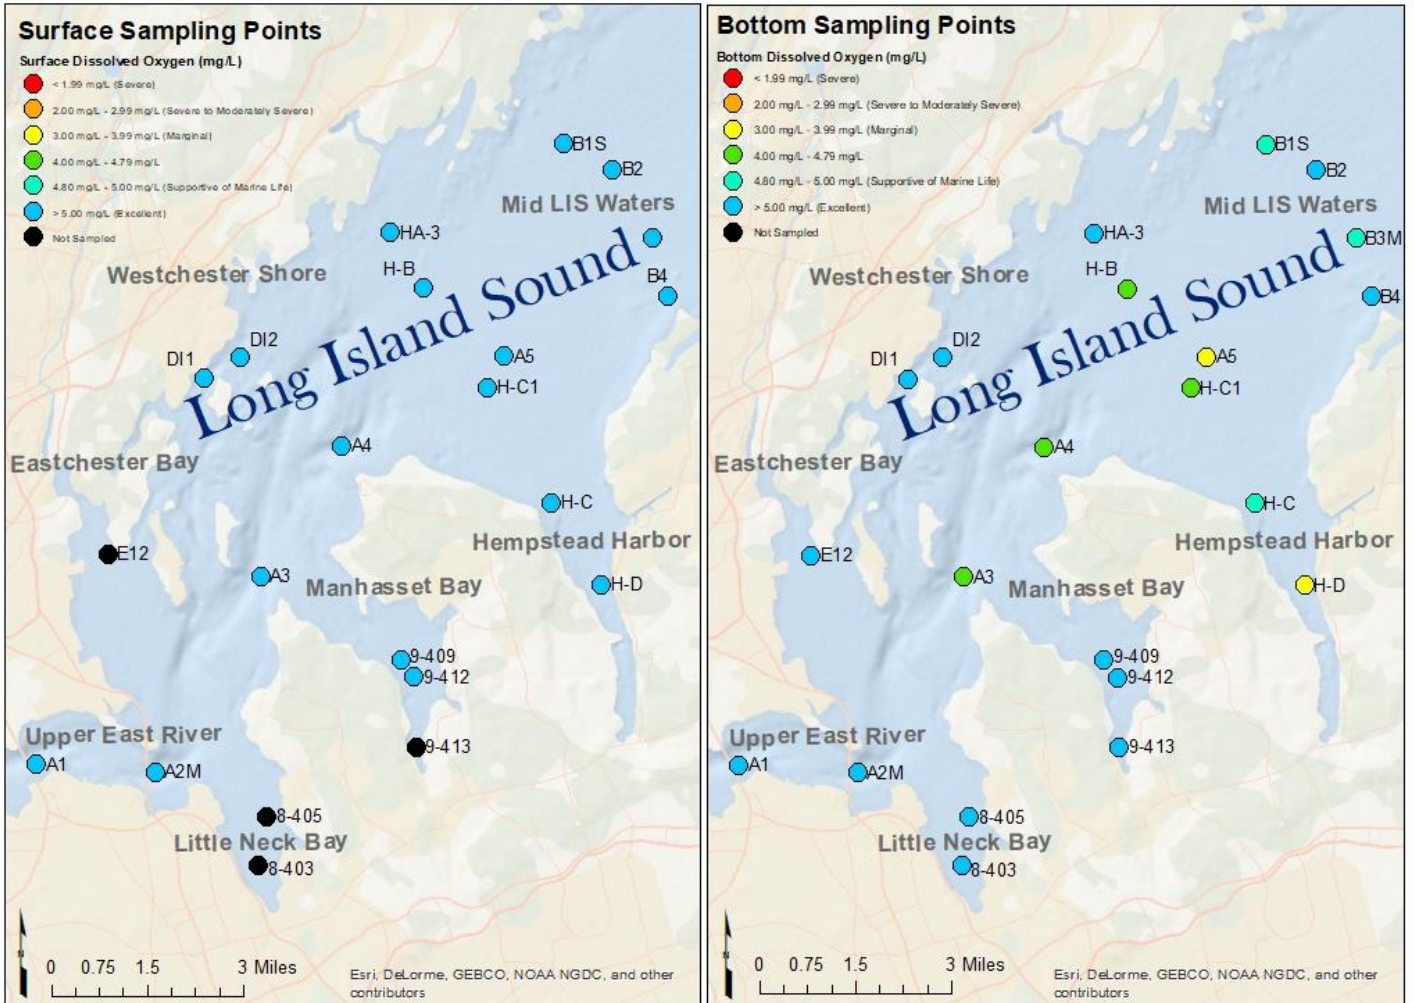 Surface Sampling Points
Surface Dissolved Oxygen (mg/L)
< 1.99 mg/L (Severe)
2.00 mg/L - 2.99 mg/L (Severe to Moderately Severe)
3.00 mg/L - 3.99 mg/L (Marginal)
4.00 mg/L - 4.79 mg/L
4.80 mg/L - 5.00 mg/L (Supportive of Marine Life)
> 5.00 mg/L (Excellent)
Not Sampled
B1S
B2
Mid LIS Waters
HA-3
Westchester Shore
H-B
B4
Long Island Sound
DI2
DI1
A5
H-C1
A4
Eastchester Bay
H-C
Hempstead Harbor
E12
A3
Manhasset Bay
H-D
9-409
9-412
Upper East River
9-413
A1
A2M
8-405
Little Neck Bay
8-403
N
0 0.75 1.5 3 Miles
Esri, DeLorme, GEBCO, NOAA NGDC, and other
contributors
Bottom Sampling Points
Bottom Dissolved Oxygen (mg/L)
< 1.99 mg/L (Severe)
2.00 mg/L - 2.99 mg/L (Severe to Moderately Severe)
3.00 mg/L - 3.99 mg/L (Marginal)
4.00 mg/L - 4.79 mg/L
4.80 mg/L - 5.00 mg/L (Supportive of Marine Life)
> 5.00 mg/L (Excellent)
Not Sampled
B1S
B2
Mid LIS Waters
HA-3
B3M
Westchester Shore
H-B
B4
Long Island Sound
DI2
DI1
A5
H-C1
A4
Eastchester Bay
H-C
Hempstead Harbor
E12
A3
Manhasset Bay
H-D
9-409
9-412
Upper East River
9-413
A1
A2M
8-405
Little Neck Bay
8-403
N
0 0.75 1.5 3 Miles
Esri, DeLorme, GEBCO, NOAA NGDC, and other
contributors